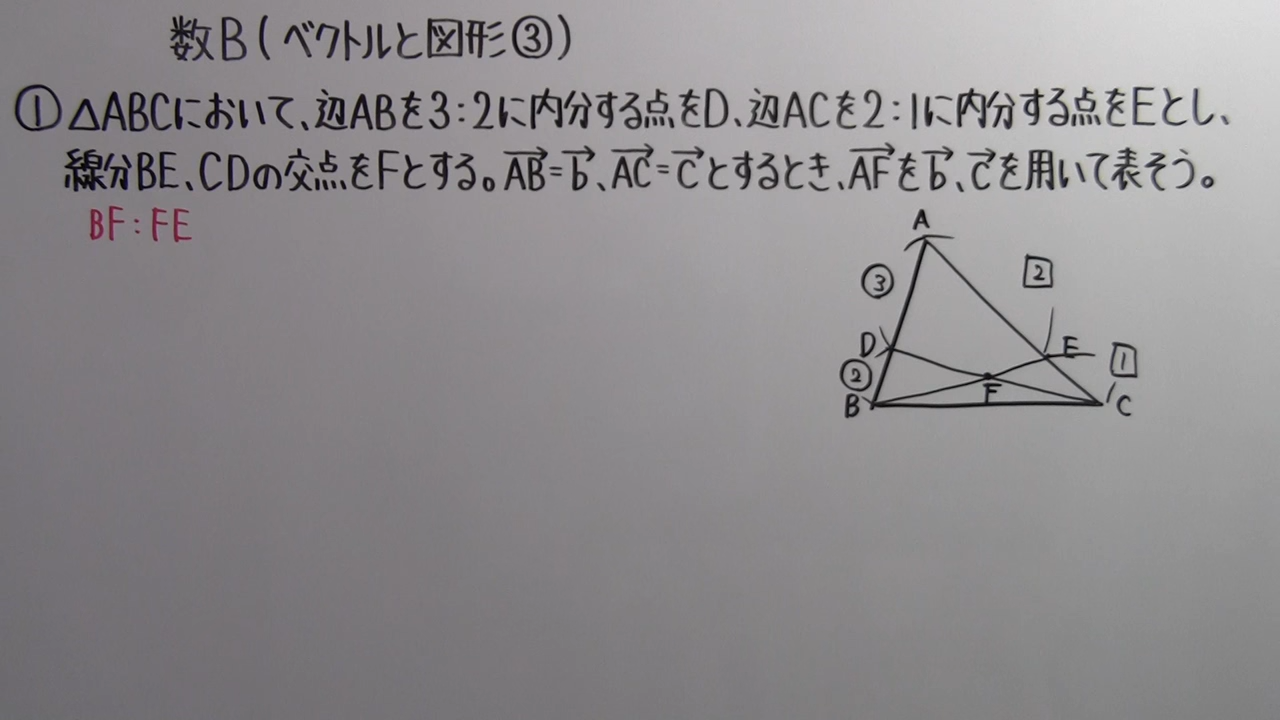 数B(ベクトルと図形③)
①△ABCにおいて、辺ABを3:2に内分する点をD、辺ACを2:1に内分する点をEとし、
線分BE、CDの交点をFとする。AB→=b→、AC→=c→とするとき、AF→をb→、c→を用いて表そう。
BF:FE
A
③
2
D
E
②
1
F
B
C